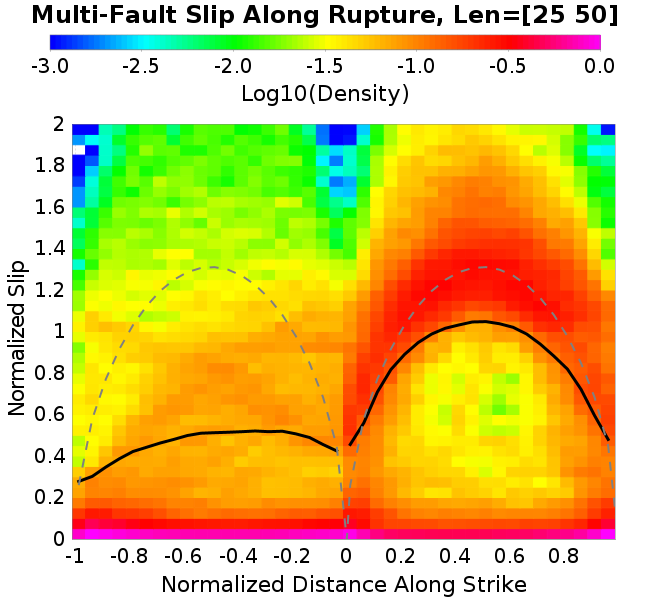 Multi-Fault Slip Along Rupture, Len=[25 50]
-3.0 -2.5 -2.0 -1.5 -1.0 -0.5 0.0
Log10(Density)
Normalized Slip
2
1.8
1.6
1.4
1.2
1
0.8
0.6
0.4
0.2
0
-1 -0.8 -0.6 -0.4 -0.2 0 0.2 0.4 0.6 0.8
Normalized Distance Along Strike